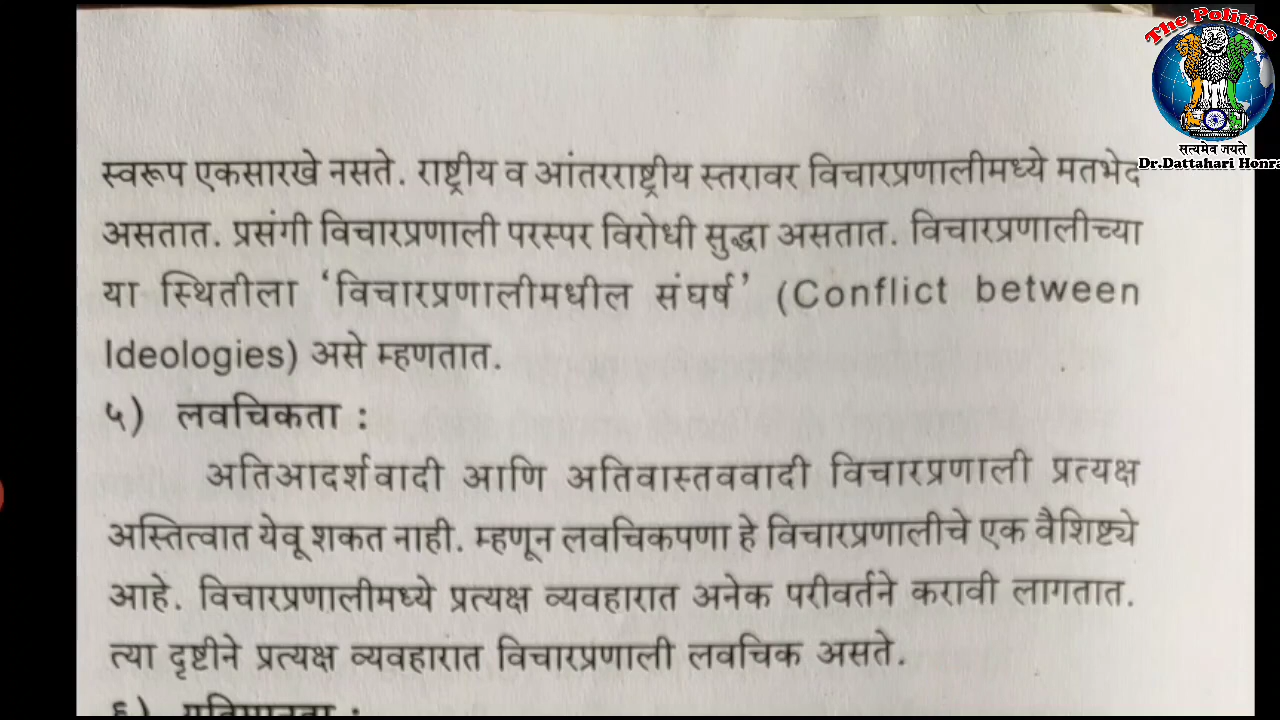 The Politics
सत्यमेव जयते
Dr.Dattahari Honra
स्वरूप एकसारखे नसते. राष्ट्रीय व आंतरराष्ट्रीय स्तरावर विचारप्रणालीमध्ये मतभेद
असतात. प्रसंगी विचारप्रणाली परस्पर विरोधी सुद्धा असतात. विचारप्रणालीच्या
या स्थितीला ‘विचारप्रणालीमधील संघर्ष’ (Conflict between
Ideologies) असे म्हणतात.
५) लवचिकता :
अतिआदर्शवादी आणि अतिवास्तववादी विचारप्रणाली प्रत्यक्ष
अस्तित्वात येवू शकत नाही. म्हणून लवचिकपणा हे विचारप्रणालीचे एक वैशिष्ट्ये
आहे. विचारप्रणालीमध्ये प्रत्यक्ष व्यवहारात अनेक परीवर्तने करावी लागतात.
त्या दृष्टीने प्रत्यक्ष व्यवहारात विचारप्रणाली लवचिक असते.